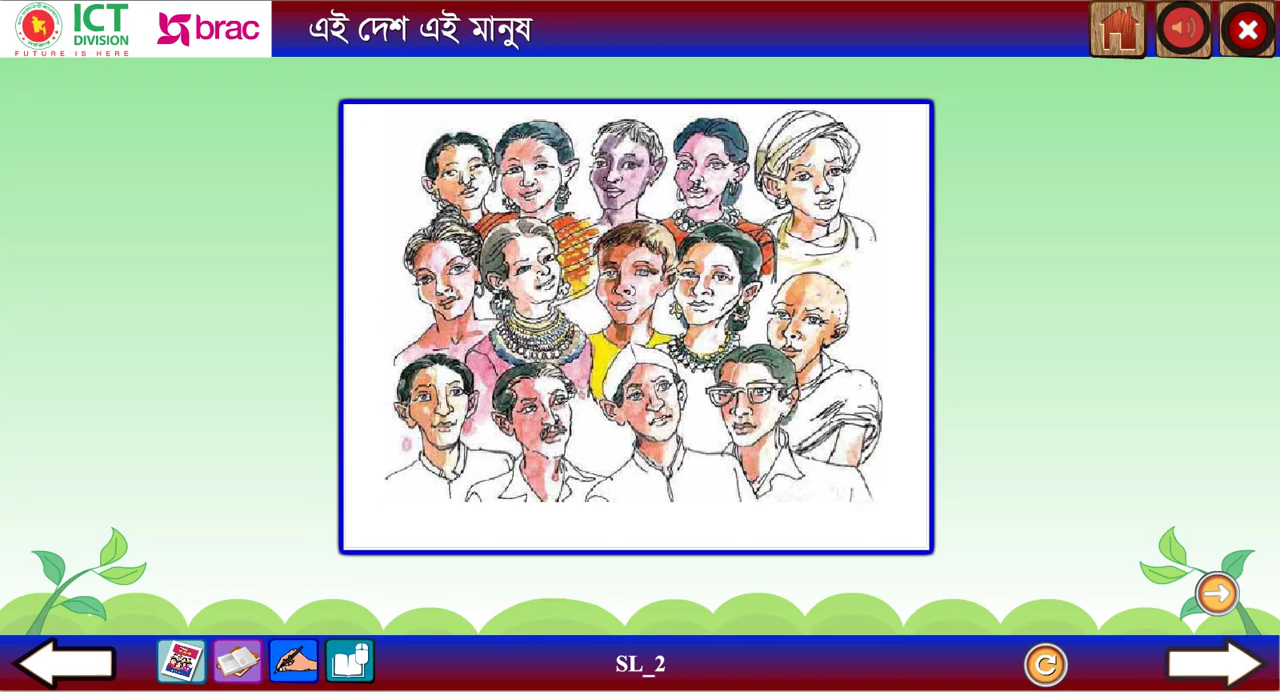 ICT
DIVISION
FUTURE IS HERE
brac
এই দেশ এই মানুষ
SL_2